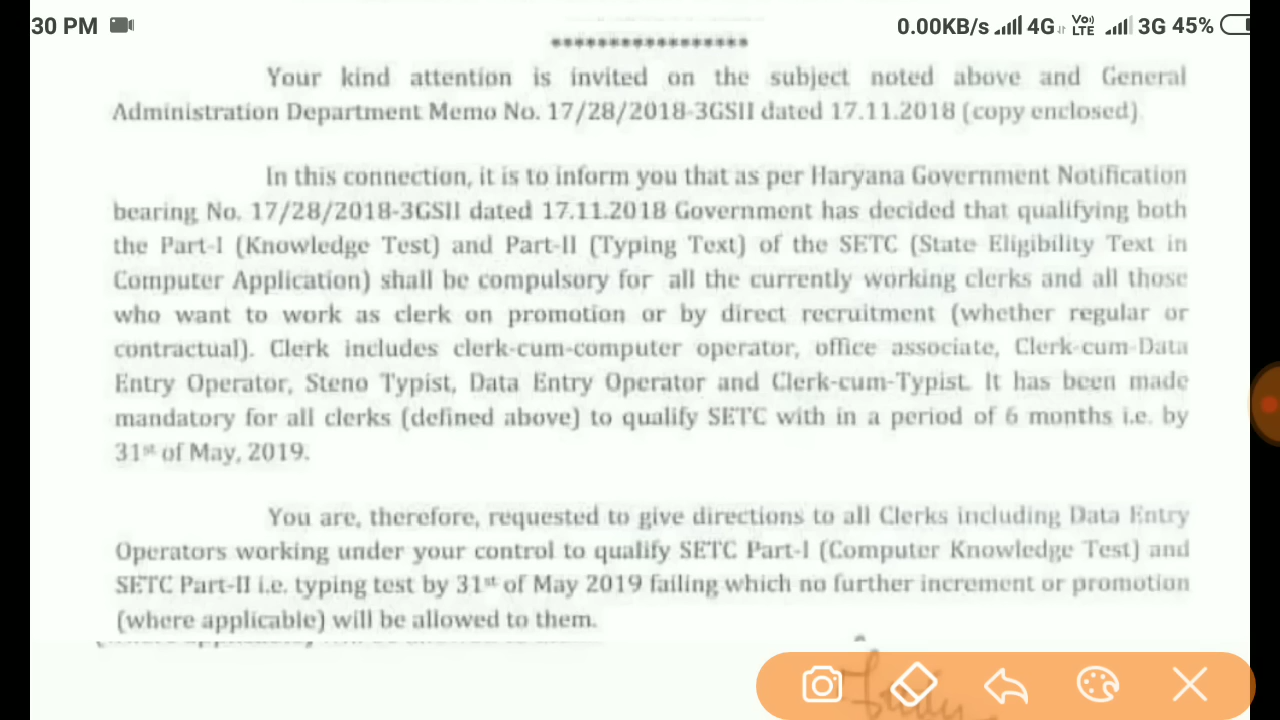 30 PM 0.00KB/s 4G VoLTE 3G 45%
*****************
Your kind attention is invited on the subject noted above and General
Administration Department Memo No. 17/28/2018-3GSII dated 17.11.2018 (copy enclosed).
In this connection, it is to inform you that as per Haryana Government Notification
bearing No. 17/28/2018-3GSII dated 17.11.2018 Government has decided that qualifying both
the Part-I (Knowledge Test) and Part-II (Typing Text) of the SETC (State Eligibility Text in
Computer Application) shall be compulsory for all the currently working clerks and all those
who want to work as clerk on promotion or by direct recruitment (whether regular or
contractual). Clerk includes clerk-cum-computer operator, office associate, Clerk-cum-Data
Entry Operator, Steno Typist, Data Entry Operator and Clerk-cum-Typist. It has been made
mandatory for all clerks (defined above) to qualify SETC with in a period of 6 months i.e. by
31st of May, 2019.
You are, therefore, requested to give directions to all Clerks including Data Entry
Operators working under your control to qualify SETC Part-I (Computer Knowledge Test) and
SETC Part-II i.e. typing test by 31st of May 2019 failing which no further increment or promotion
(where applicable) will be allowed to them.